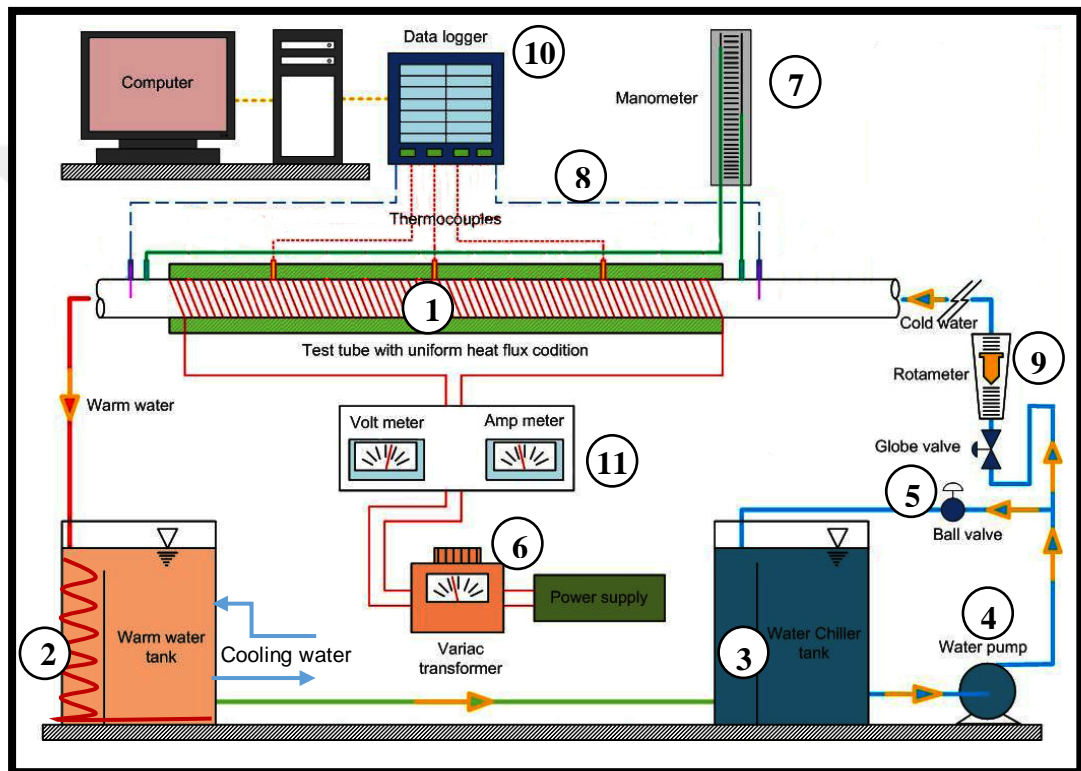 Data logger
10
Computer
7
Manometer
8
Thermocouples
1
Cold water
Test tube with uniform heat flux codition
9
Rotameter
Warm water
Volt meter
Amp meter
11
Globe valve
5
Ball valve
6
Power supply
4
Water pump
2
Warm water
tank
Cooling water
Variac
transformer
3
Water Chiller
tank